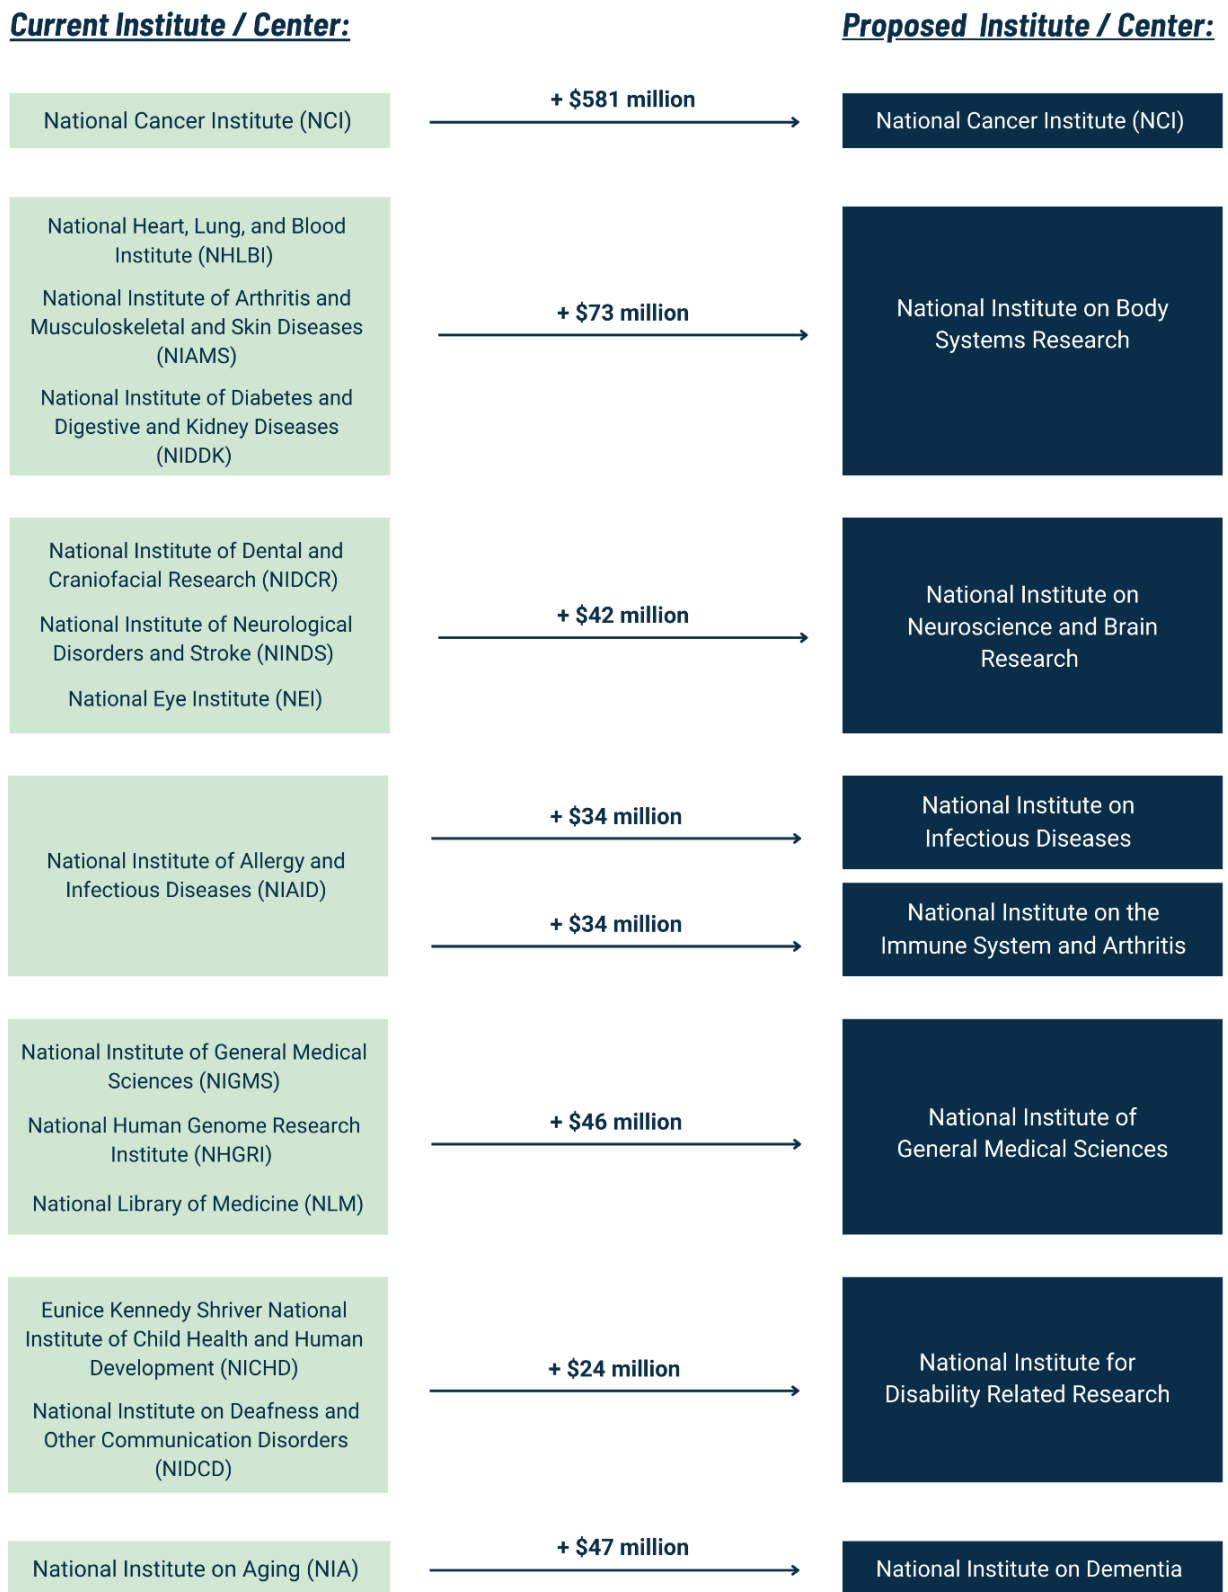 Current Institute / Center:
Proposed Institute / Center:
National Cancer Institute (NCI)
+ $581 million
National Cancer Institute (NCI)
National Heart, Lung, and Blood
Institute (NHLBI)
National Institute of Arthritis and
Musculoskeletal and Skin Diseases
(NIAMS)
National Institute of Diabetes and
Digestive and Kidney Diseases
(NIDDK)
+ $73 million
National Institute on Body
Systems Research
National Institute of Dental and
Craniofacial Research (NIDCR)
National Institute of Neurological
Disorders and Stroke (NINDS)
National Eye Institute (NEI)
+ $42 million
National Institute on
Neuroscience and Brain
Research
National Institute of Allergy and
Infectious Diseases (NIAID)
+ $34 million
National Institute on
Infectious Diseases
+ $34 million
National Institute on the
Immune System and Arthritis
National Institute of General Medical
Sciences (NIGMS)
National Human Genome Research
Institute (NHGRI)
National Library of Medicine (NLM)
+ $46 million
National Institute of
General Medical Sciences
Eunice Kennedy Shriver National
Institute of Child Health and Human
Development (NICHD)
National Institute on Deafness and
Other Communication Disorders
(NIDCD)
+ $24 million
National Institute for
Disability Related Research
National Institute on Aging (NIA)
+ $47 million
National Institute on Dementia